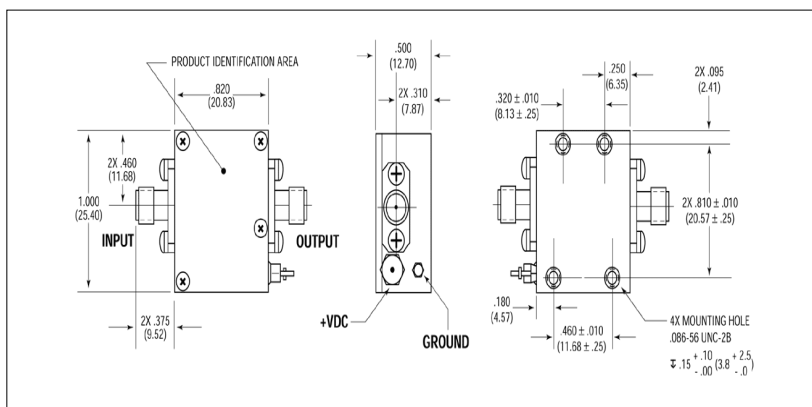 PRODUCT IDENTIFICATION AREA
.820
(20.83)
2X .460
(11.68)
1.000
(25.40)
INPUT
OUTPUT
2X .375
(9.52)
.500
(12.70)
2X .310
(7.87)
+VDC
GROUND
.250
(6.35)
2X .095
(2.41)
.320 ± .010
(8.13 ± .25)
2X .810 ± .010
(20.57 ± .25)
.180
(4.57)
.460 ± .010
(11.68 ± .25)
4X MOUNTING HOLE
.086-56 UNC-2B
↧ .15 + .10 - .00 (3.8 + 2.5 - .0)